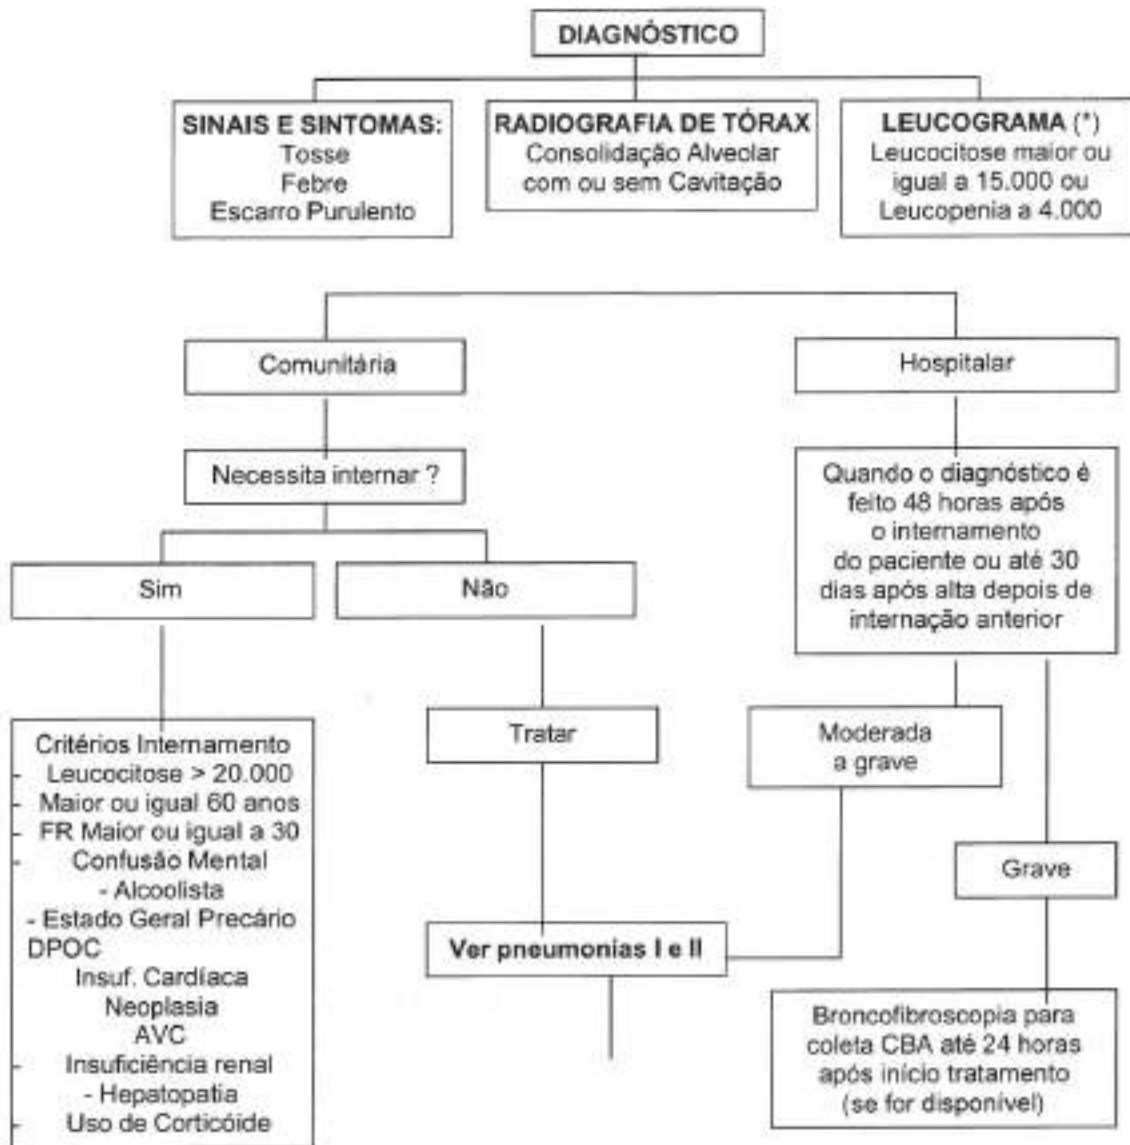 DIAGNÓSTICO
SINAIS E SINTOMAS:
Tosse
Febre
Escarro Purulento
RADIOGRAFIA DE TÓRAX
Consolidação Alveolar
com ou sem Cavitação
LEUCOGRAMA (*)
Leucocitose maior ou
igual a 15.000 ou
Leucopenia a 4.000
Comunitária
Hospitalar
Necessita internar ?
Quando o diagnóstico é
feito 48 horas após
o internamento
do paciente ou até 30
dias após alta depois de
internação anterior
Sim
Não
Critérios Internamento
- Leucocitose > 20.000
- Maior ou igual 60 anos
- FR Maior ou igual a 30
- Confusão Mental
- Alcoolista
- Estado Geral Precário
DPOC
Insuf. Cardíaca
Neoplasia
AVC
- Insuficiência renal
- Hepatopatia
- Uso de Corticóide
Tratar
Moderada
a grave
Grave
Ver pneumonias I e II
Broncofibroscopia para
coleta CBA até 24 horas
após início tratamento
(se for disponível)